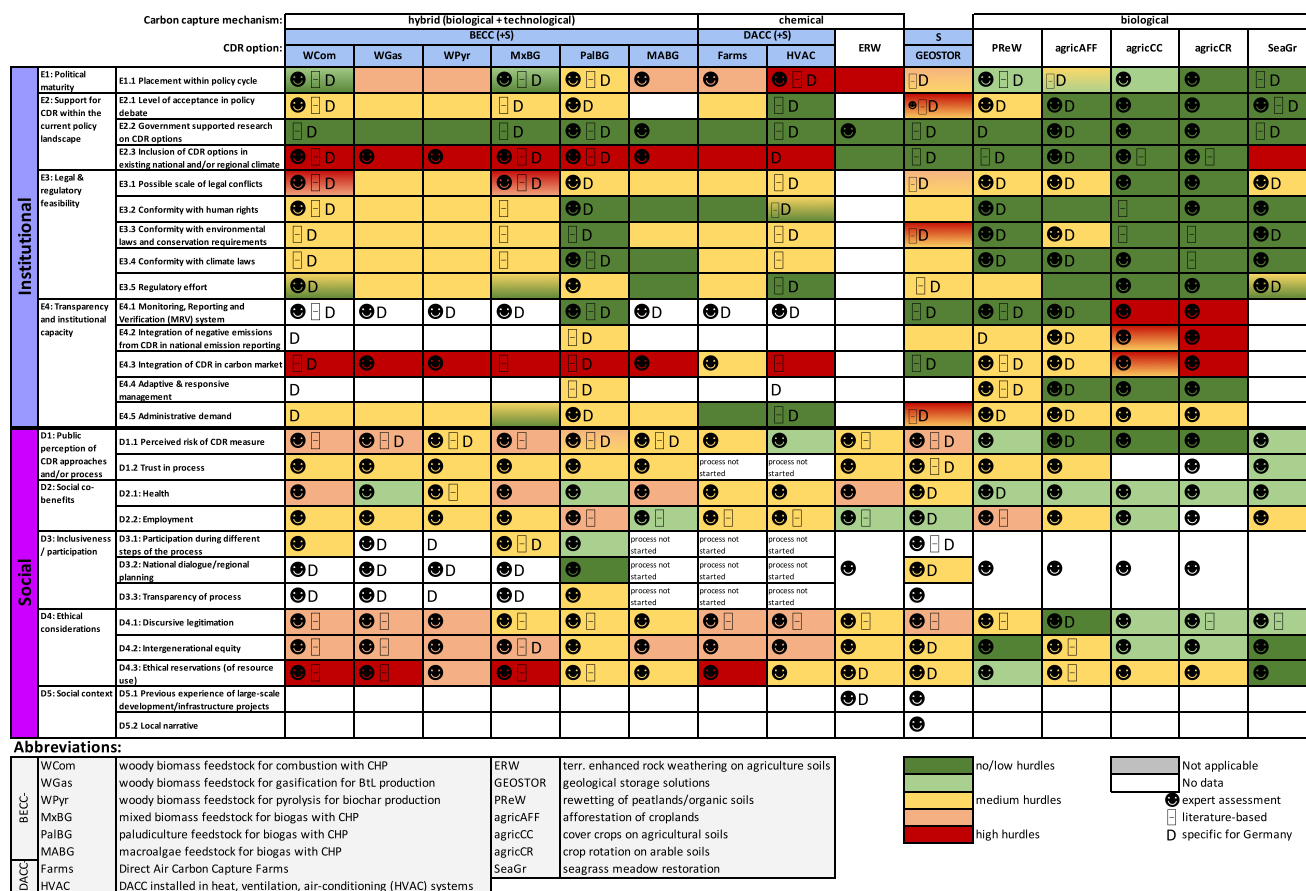 Carbon capture mechanism: hybrid (biological + technological) chemical biological
BECC (+S) DACC (+S) S
CDR option: WCom WGas WPyr MxBG PalBG MABG Farms HVAC ERW GEOSTOR PReW agricAFF agricCC agricCR SeaGr
Institutional
E1: Political maturity
E1.1 Placement within policy cycle D D D D D D D D D
E2: Support for CDR within the current policy landscape
E2.1 Level of acceptance in policy debate D D D D D D D D
E2.2 Government supported research on CDR options D D D D D D D D
E2.3 Inclusion of CDR options in existing national and/or regional climate D D D D D D D D D
E3: Legal & regulatory feasibility
E3.1 Possible scale of legal conflicts D D D D D D D D
E3.2 Conformity with human rights D D D D
E3.3 Conformity with environmental laws and conservation requirements D D D D D D D
E3.4 Conformity with climate laws D D D D D
E3.5 Regulatory effort D D D D
E4: Transparency and institutional capacity
E4.1 Monitoring, Reporting and Verification (MRV) system D D D D D D D D D D D
E4.2 Integration of negative emissions from CDR in national emission reporting D D D D
E4.3 Integration of CDR in carbon market D D D D D
E4.4 Adaptive & responsive management D D D D D
E4.5 Administrative demand D D D D D D
Social
D1: Public perception of CDR approaches and/or process
D1.1 Perceived risk of CDR measure D D D D D D
D1.2 Trust in process process not started process not started D
D2: Social co-benefits
D2.1: Health D D
D2.2: Employment D
D3: Inclusiveness / participation
D3.1: Participation during different steps of the process D D D process not started process not started process not started D
D3.2: National dialogue/regional planning D D D D process not started process not started process not started D
D3.3: Transparency of process D D D D process not started process not started process not started
D4: Ethical considerations
D4.1: Discursive legitimation D
D4.2: Intergenerational equity D D
D4.3: Ethical reservations (of resource use) D D
D5: Social context
D5.1 Previous experience of large-scale development/infrastructure projects D
D5.2 Local narrative
Abbreviations:
BECC-
WCom woody biomass feedstock for combustion with CHP
WGas woody biomass feedstock for gasification for BtL production
WPyr woody biomass feedstock for pyrolysis for biochar production
MxBG mixed biomass feedstock for biogas with CHP
PalBG paludiculture feedstock for biogas with CHP
MABG macroalgae feedstock for biogas with CHP
DACC-
Farms Direct Air Carbon Capture Farms
HVAC DACC installed in heat, ventilation, air-conditioning (HVAC) systems
ERW terr. enhanced rock weathering on agriculture soils
GEOSTOR geological storage solutions
PReW rewetting of peatlands/organic soils
agricAFF afforestation of croplands
agricCC cover crops on agricultural soils
agricCR crop rotation on arable soils
SeaGr seagrass meadow restoration
no/low hurdles
medium hurdles
high hurdles
Not applicable
No data
expert assessment
literature-based
D specific for Germany